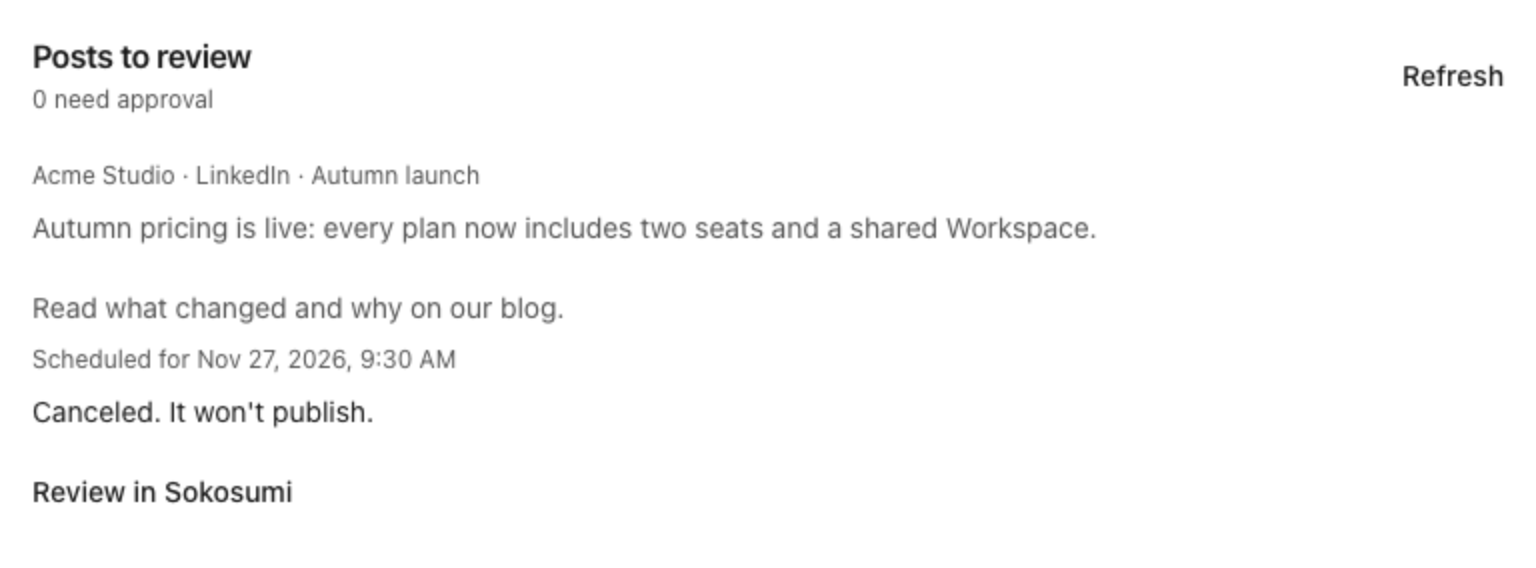 Posts to review
0 need approval
Refresh
Acme Studio · LinkedIn · Autumn launch
Autumn pricing is live: every plan now includes two seats and a shared Workspace.
Read what changed and why on our blog.
Scheduled for Nov 27, 2026, 9:30 AM
Canceled. It won't publish.
Review in Sokosumi